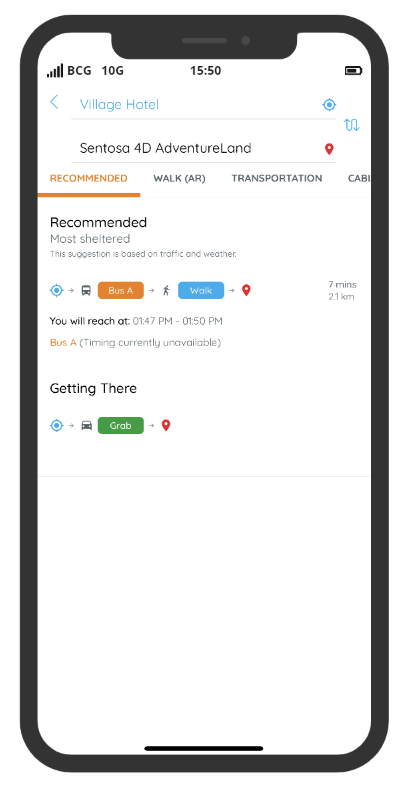 BCG 10G 15:50
Village Hotel
Sentosa 4D AdventureLand
RECOMMENDED WALK (AR) TRANSPORTATION CABI
Recommended
Most sheltered
This suggestion is based on traffic and weather.
Bus A Walk 7 mins
2.1 km
You will reach at: 01:47 PM - 01:50 PM
Bus A (Timing currently unavailable)
Getting There
Grab